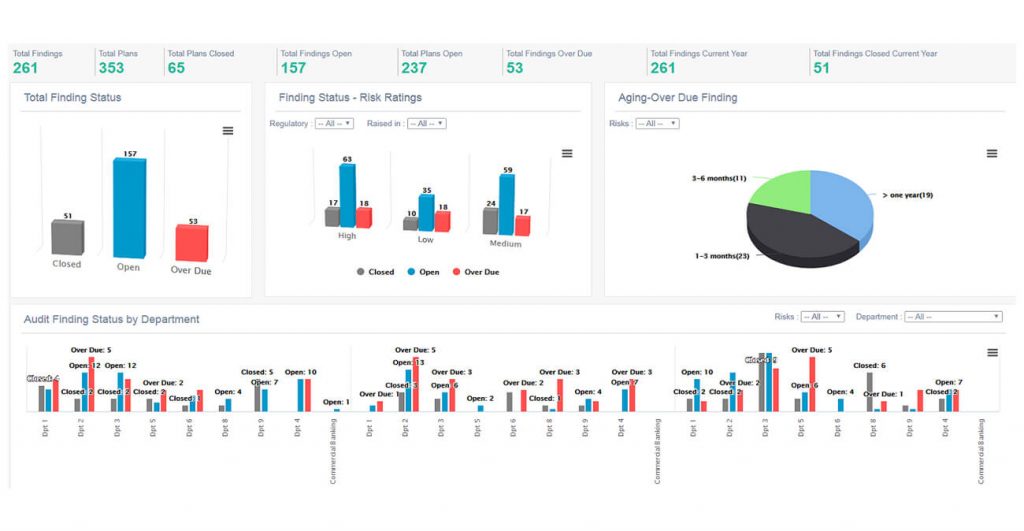 Total Findings Total Plans Total Plans Closed Total Findings Open Total Plans Open Total Findings Over Due Total Findings Current Year Total Findings Closed Current Year
261 353 65 157 237 53 261 51
Total Finding Status
51 157 53
Closed Open Over Due
Finding Status - Risk Ratings
Regulatory : -- All -- Raised in : -- All --
17 63 18 10 35 18 24 59 17
High Low Medium
Closed Open Over Due
Aging-Over Due Finding
Risks : -- All --
3~6 months(11)
> one year(19)
1~3 months(23)
Audit Finding Status by Department
Risks : -- All -- Department : -- All --
Over Due: 5 Over Due: 5 Over Due: 5
Open: 12 Open: 12 Closed: 5 Open: 10 Open: 13 Over Due: 3 Over Due: 3 Over Due: 3 Open: 10 Closed: 6
Over Due: 2 Open: 7 Closed: 3 Over Due: 2 Open: 7 Over Due: 2 Open: 6 Open: 7
Closed: 2 Closed: 2 Closed: 2 Open: 4 Over Due: 1 Open: 6 Open: 4 Closed: 2 Closed: 2 Open: 4 Over Due: 1 Closed: 2
Open: 1 Open: 2 Closed: 1
Dpt 1 Dpt 2 Dpt 3 Dpt 5 Dpt 6 Dpt 8 Dpt 9 Dpt 4 Commercial Banking Dpt 1 Dpt 2 Dpt 3 Dpt 5 Dpt 6 Dpt 8 Dpt 9 Dpt 4 Commercial Banking Dpt 1 Dpt 2 Dpt 3 Dpt 5 Dpt 6 Dpt 8 Dpt 9 Dpt 4 Commercial Banking